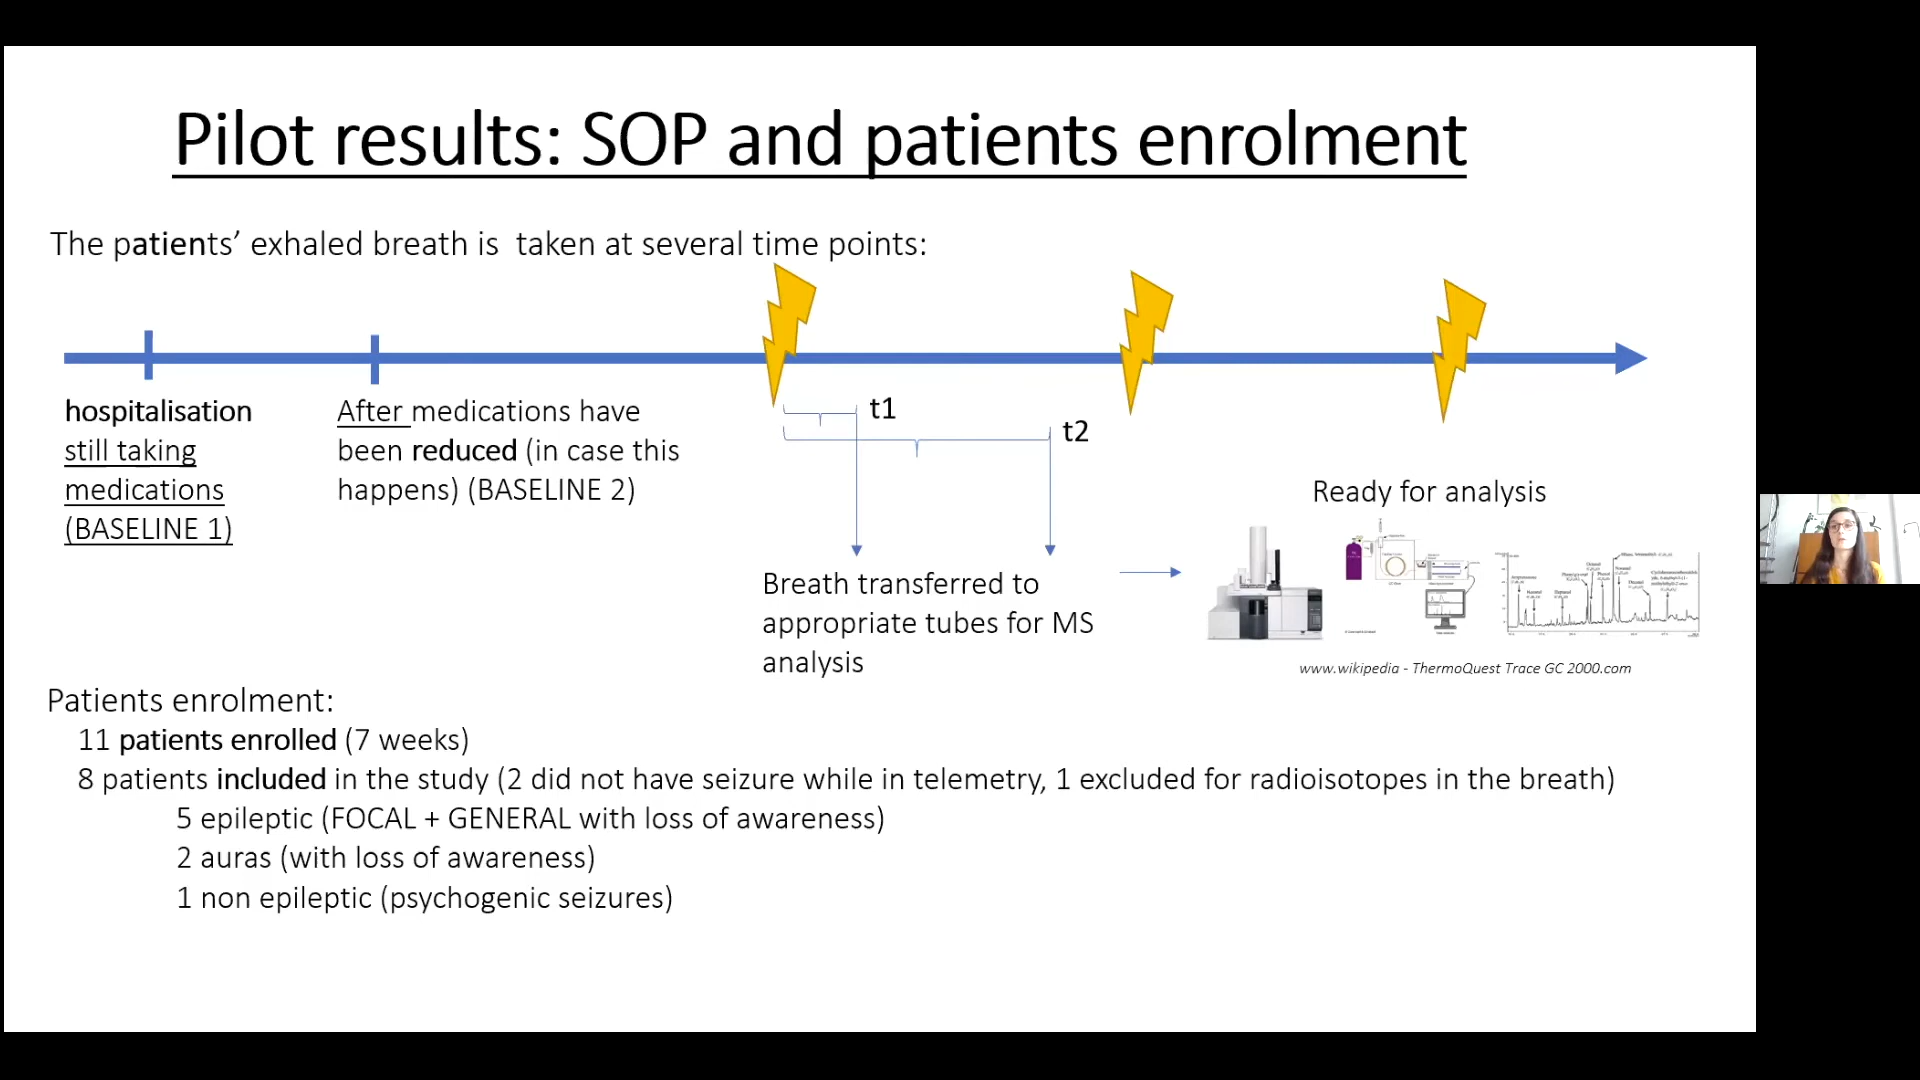 Pilot results: SOP and patients enrolment
The patients’ exhaled breath is taken at several time points:
hospitalisation
still taking
medications
(BASELINE 1)
After medications have
been reduced (in case this
happens) (BASELINE 2)
t1
t2
Breath transferred to
appropriate tubes for MS
analysis
Ready for analysis
www.wikipedia - ThermoQuest Trace GC 2000.com
Patients enrolment:
11 patients enrolled (7 weeks)
8 patients included in the study (2 did not have seizure while in telemetry, 1 excluded for radioisotopes in the breath)
5 epileptic (FOCAL + GENERAL with loss of awareness)
2 auras (with loss of awareness)
1 non epileptic (psychogenic seizures)